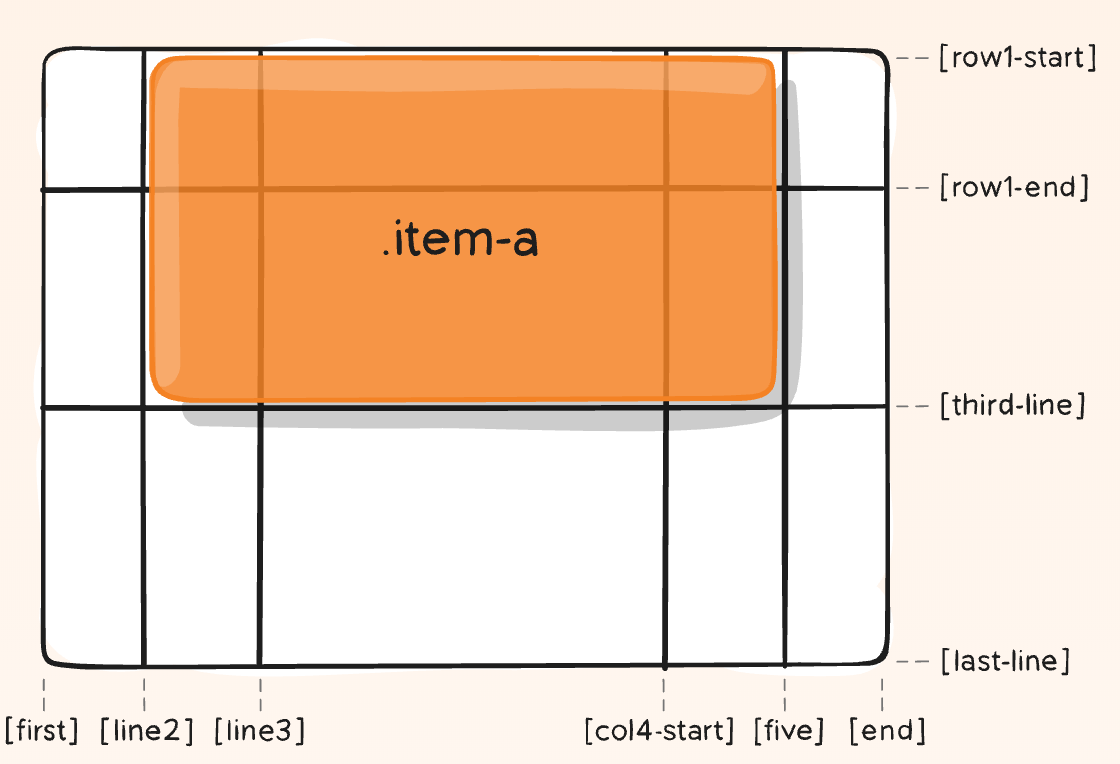 [row1-start]
[row1-end]
.item-a
[third-line]
[last-line]
[first] [line2] [line3] [col4-start] [five] [end]